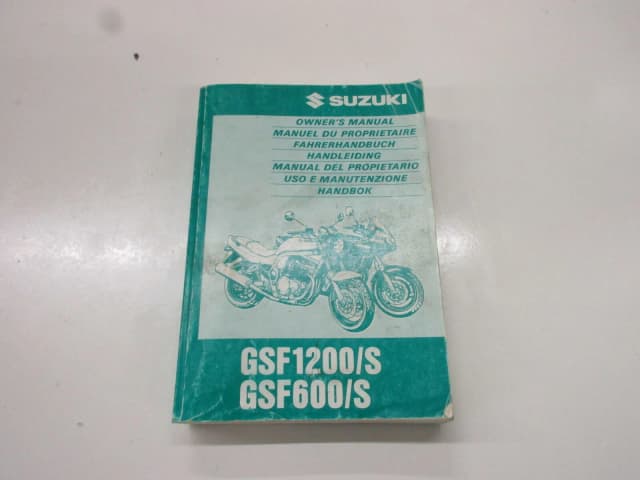 SUZUKI
OWNER'S MANUAL
MANUEL DU PROPRIETAIRE
FAHRERHANDBUCH
HANDLEIDING
MANUAL DEL PROPIETARIO
USO E MANUTENZIONE
HANDBOK
GSF1200/S
GSF600/S